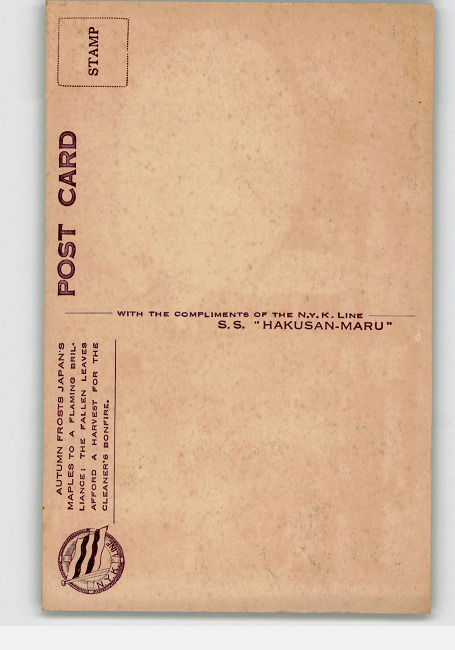 STAMP
POST CARD
WITH THE COMPLIMENTS OF THE N.Y.K. LINE
S.S. "HAKUSAN-MARU"
AUTUMN FROSTS JAPAN'S
MAPLES TO A FLAMING BRIL-
LIANCE; THE FALLEN LEAVES
AFFORD A HARVEST FOR THE
CLEANER'S BONFIRE.
N.Y.K. LINE